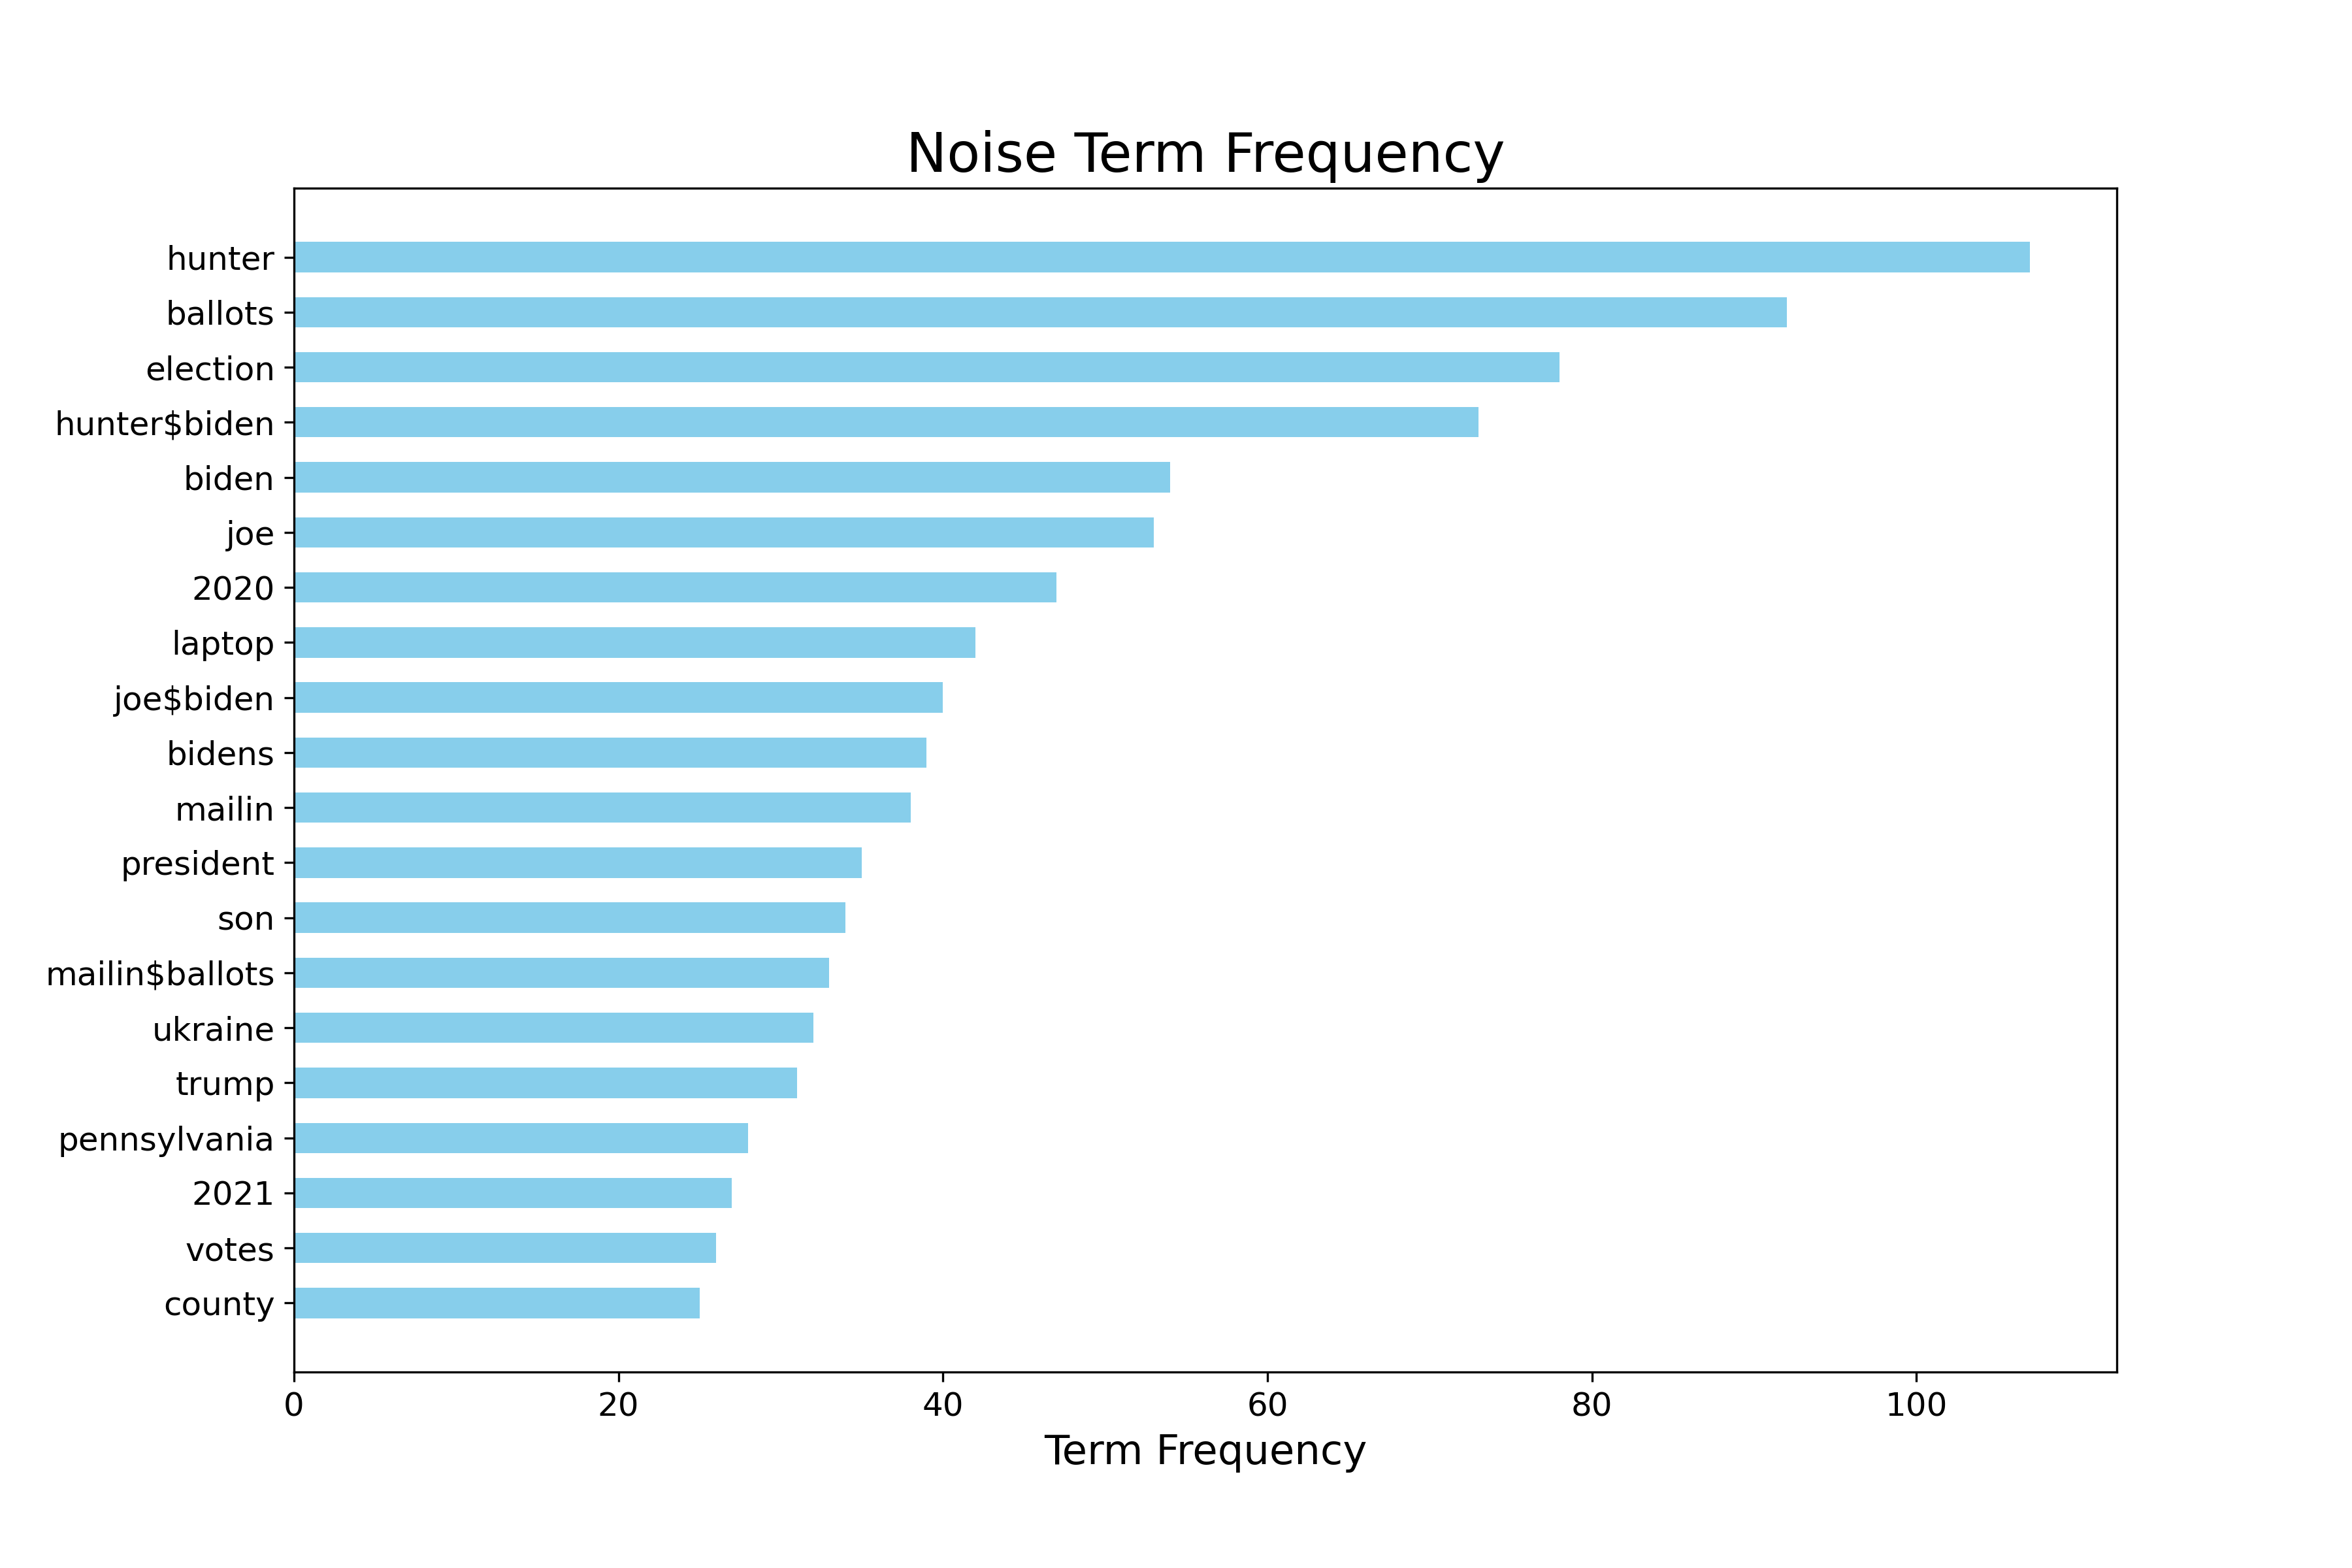 Noise Term Frequency
hunter
ballots
election
hunter$biden
biden
joe
2020
laptop
joe$biden
bidens
mailin
president
son
mailin$ballots
ukraine
trump
pennsylvania
2021
votes
county
0 20 40 60 80 100
Term Frequency